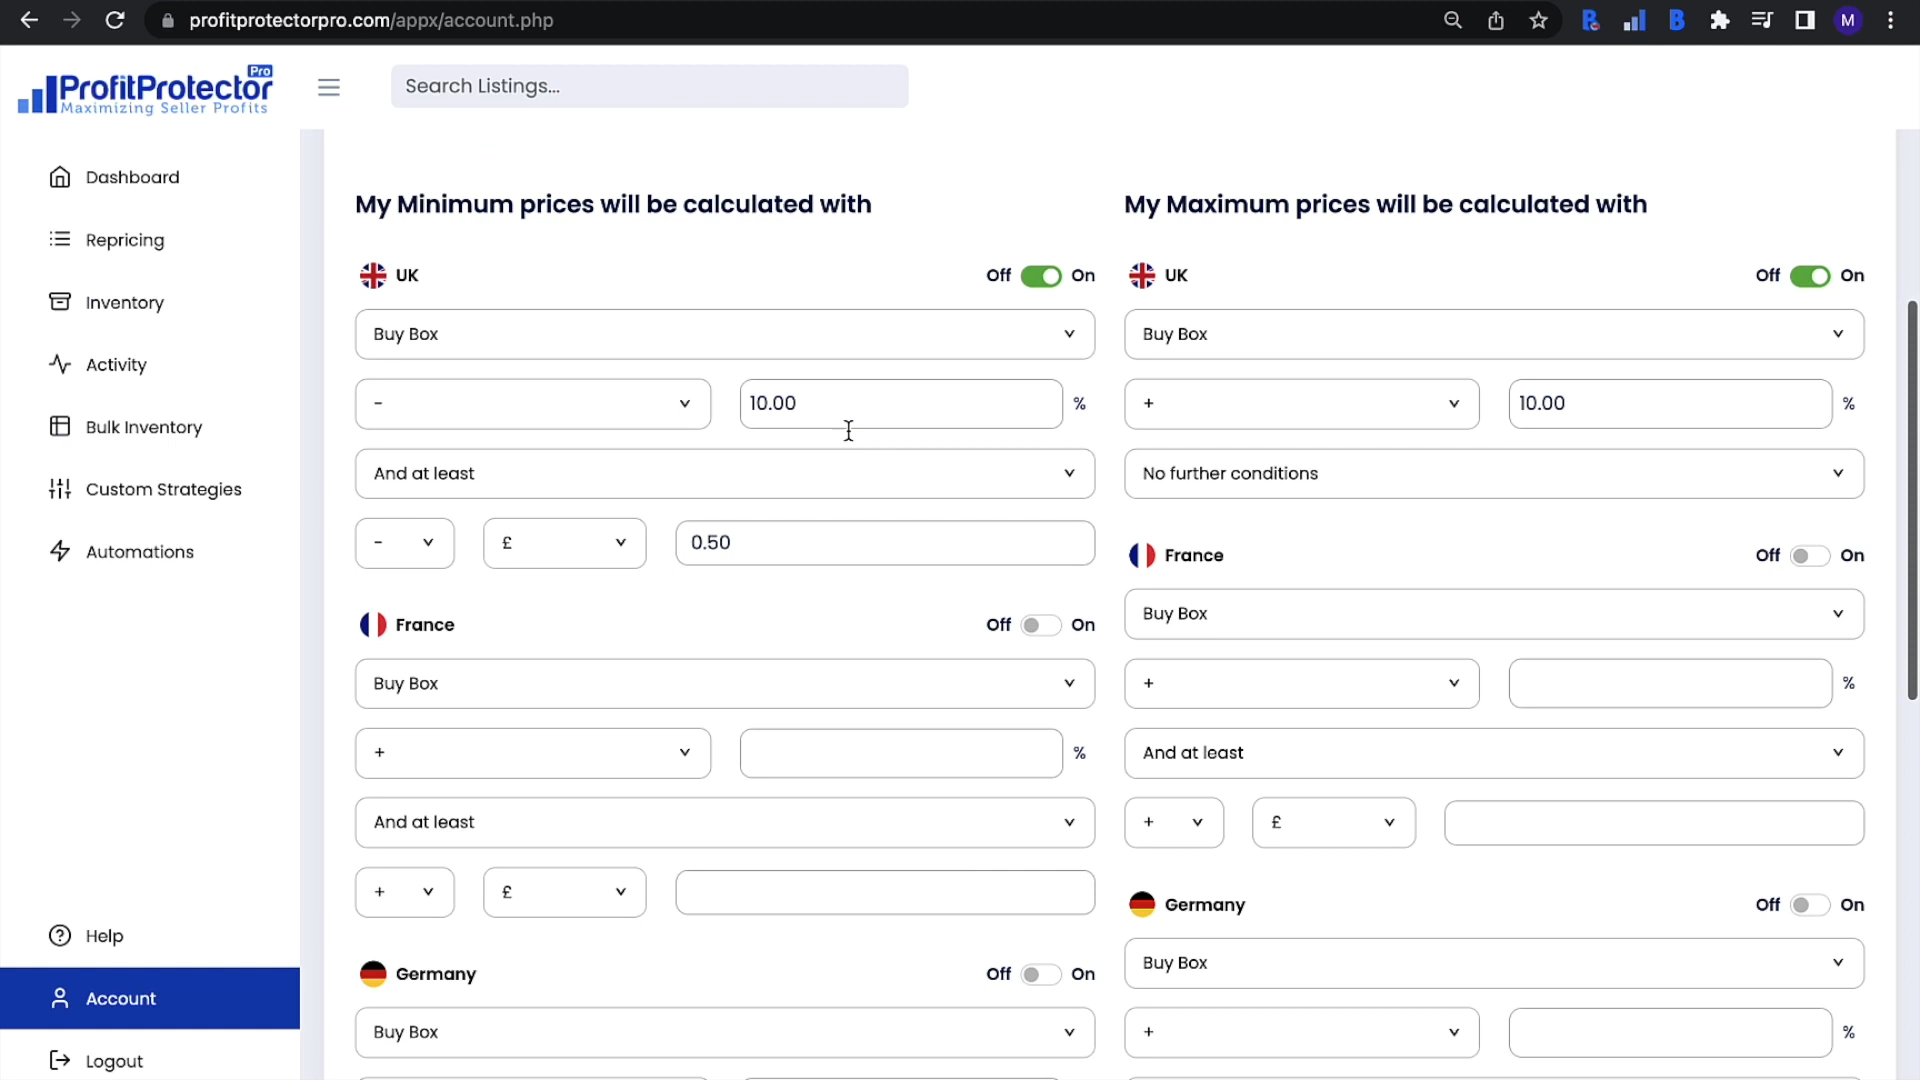 profitprotectorpro.com/appx/account.php
M
ProfitProtector Pro
Maximizing Seller Profits
Search Listings...
Dashboard
Repricing
Inventory
Activity
Bulk Inventory
Custom Strategies
Automations
Help
Account
Logout
My Minimum prices will be calculated with
UK
Off On
Buy Box
-
10.00 %
And at least
- £ 0.50
France
Off On
Buy Box
+
%
And at least
+ £
Germany
Off On
Buy Box
My Maximum prices will be calculated with
UK
Off On
Buy Box
+
10.00 %
No further conditions
France
Off On
Buy Box
+
%
And at least
+ £
Germany
Off On
Buy Box
+
%